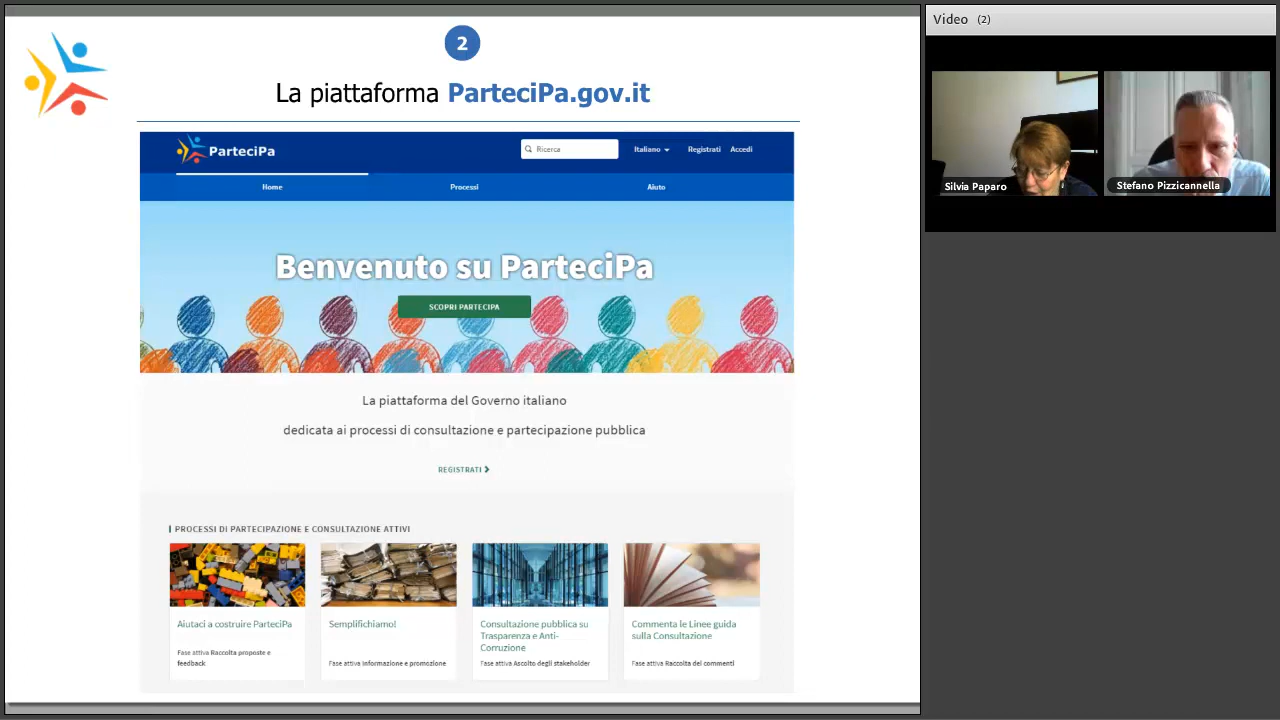 2
La piattaforma ParteciPa.gov.it
ParteciPa
Ricerca
Italiano
Registrati
Accedi
Home
Processi
Aiuto
Benvenuto su ParteciPa
SCOPRI PARTECIPA
La piattaforma del Governo italiano
dedicata ai processi di consultazione e partecipazione pubblica
REGISTRATI
PROCESSI DI PARTECIPAZIONE E CONSULTAZIONE ATTIVI
Aiutaci a costruire ParteciPa
Fase attiva Raccolta proposte e
feedback
Semplifichiamo!
Fase attiva Informazione e promozione
Consultazione pubblica su
Trasparenza e Anti-
Corruzione
Fase attiva Ascolto degli stakeholder
Commenta le Linee guida
sulla Consultazione
Fase attiva Raccolta dei commenti
Video (2)
Silvia Paparo
Stefano Pizzicannella